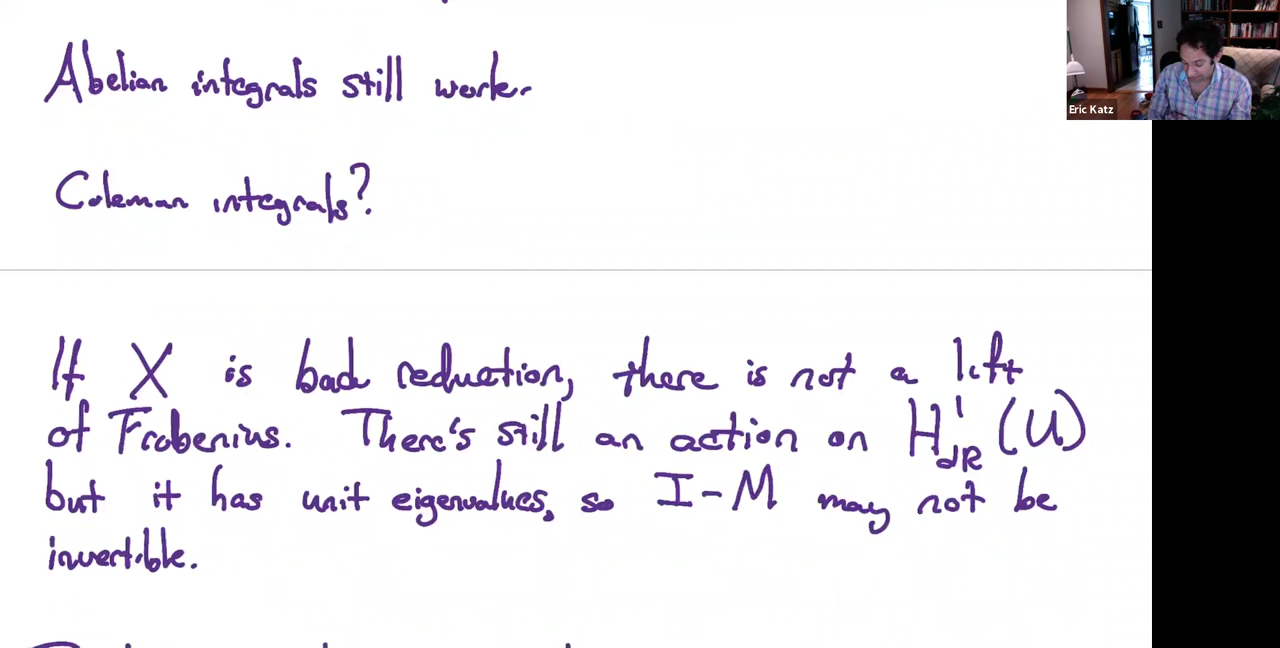 Abelian integrals still work.
Eric Katz
Coleman integrals?
If X is bad reduction, there is not a lift
of Frobenius. There's still an action on H¹_dR (U)
but it has unit eigenvalues, so I-M may not be
invertible.